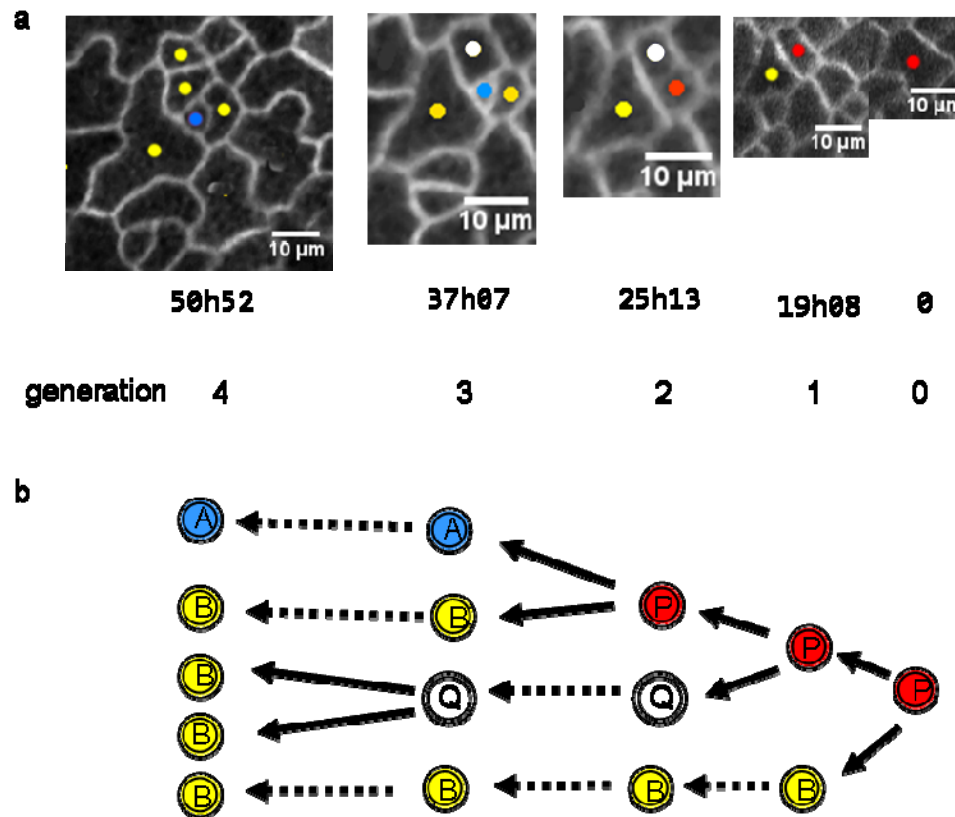 a
10 µm
10 µm
10 µm
10 µm
10 µm
50h52 37h07 25h13 19h08 0
generation 4 3 2 1 0
b
A A
B B P
P
B Q Q P
B
B B B B